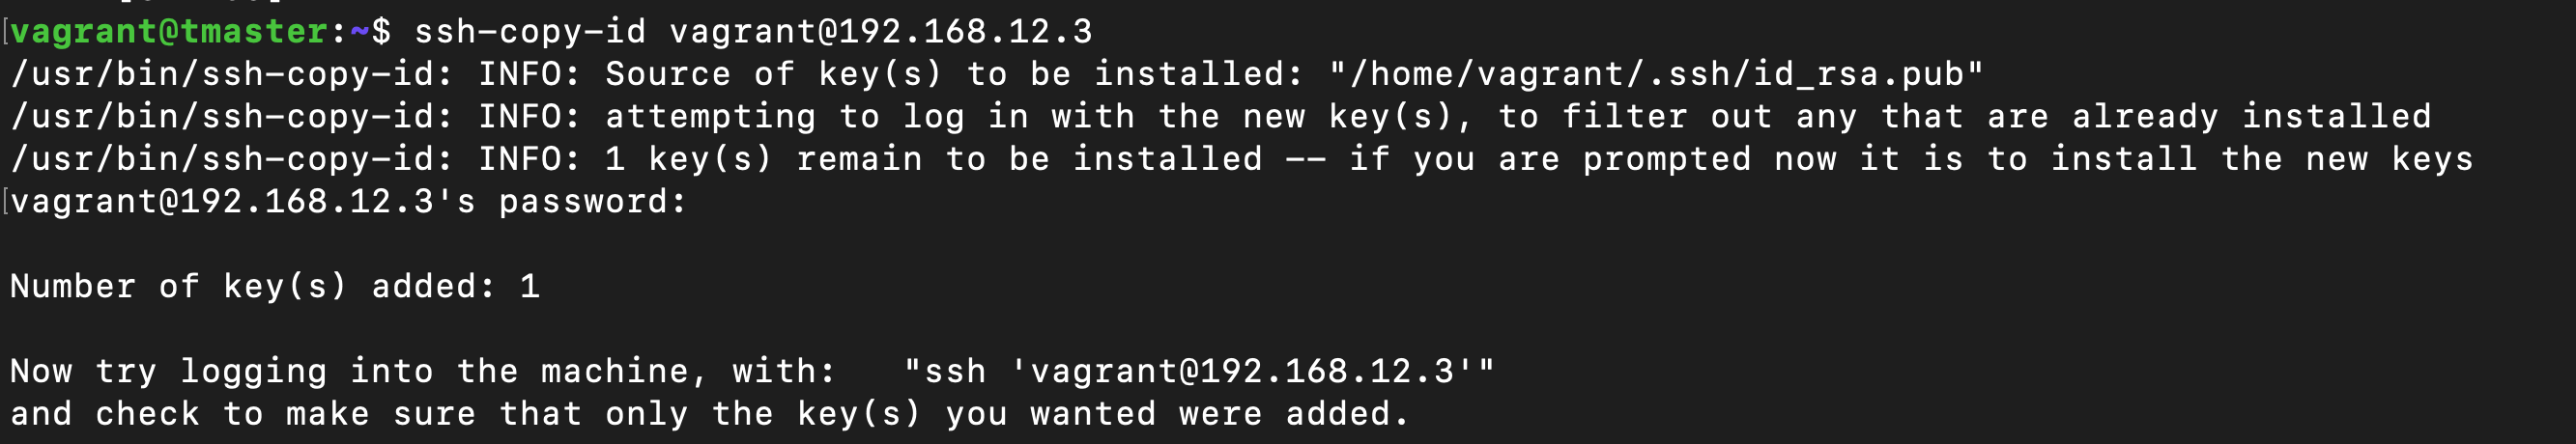 vagrant@tmaster:~$ ssh-copy-id vagrant@192.168.12.3
/usr/bin/ssh-copy-id: INFO: Source of key(s) to be installed: "/home/vagrant/.ssh/id_rsa.pub"
/usr/bin/ssh-copy-id: INFO: attempting to log in with the new key(s), to filter out any that are already installed
/usr/bin/ssh-copy-id: INFO: 1 key(s) remain to be installed -- if you are prompted now it is to install the new keys
vagrant@192.168.12.3's password:

Number of key(s) added: 1

Now try logging into the machine, with:   "ssh 'vagrant@192.168.12.3'"
and check to make sure that only the key(s) you wanted were added.